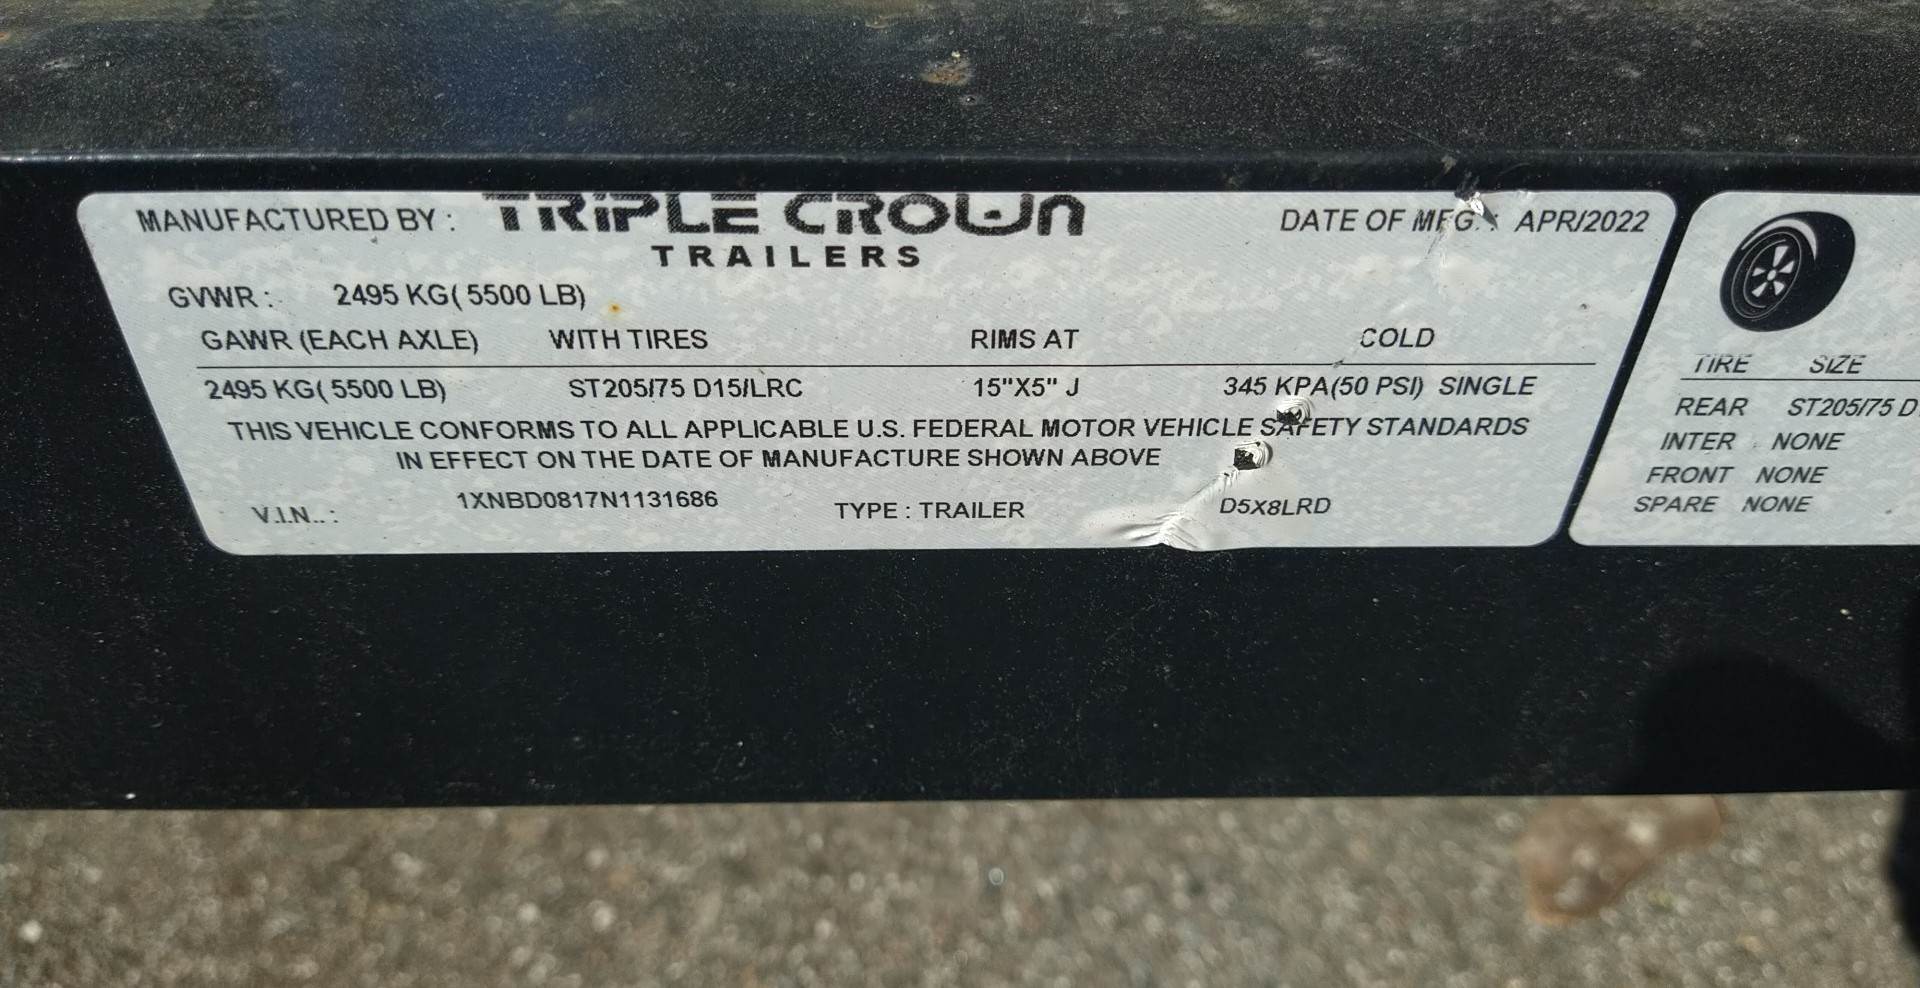 MANUFACTURED BY : TRIPLE CROWN DATE OF MFG. : APR/2022
TRAILERS
GVWR : 2495 KG( 5500 LB)
GAWR (EACH AXLE) WITH TIRES RIMS AT COLD
2495 KG( 5500 LB) ST205/75 D15/LRC 15"X5" J 345 KPA(50 PSI) SINGLE
THIS VEHICLE CONFORMS TO ALL APPLICABLE U.S. FEDERAL MOTOR VEHICLE SAFETY STANDARDS
IN EFFECT ON THE DATE OF MANUFACTURE SHOWN ABOVE
V.I.N.. : 1XNBD0817N1131686 TYPE : TRAILER D5X8LRD
TIRE SIZE
REAR ST205/75 D
INTER NONE
FRONT NONE
SPARE NONE